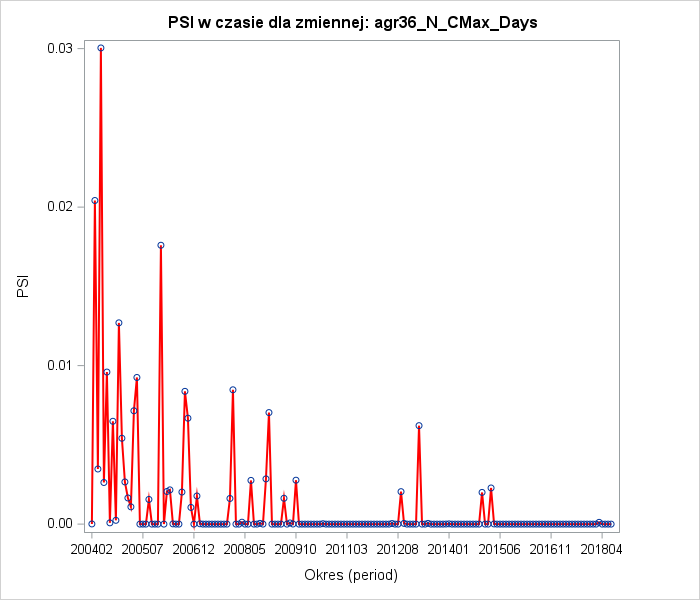 PSI w czasie dla zmiennej: agr36_N_CMax_Days
0.03
0.02
0.01
0.00
PSI
200402 200507 200612 200805 200910 201103 201208 201401 201506 201611 201804
Okres (period)